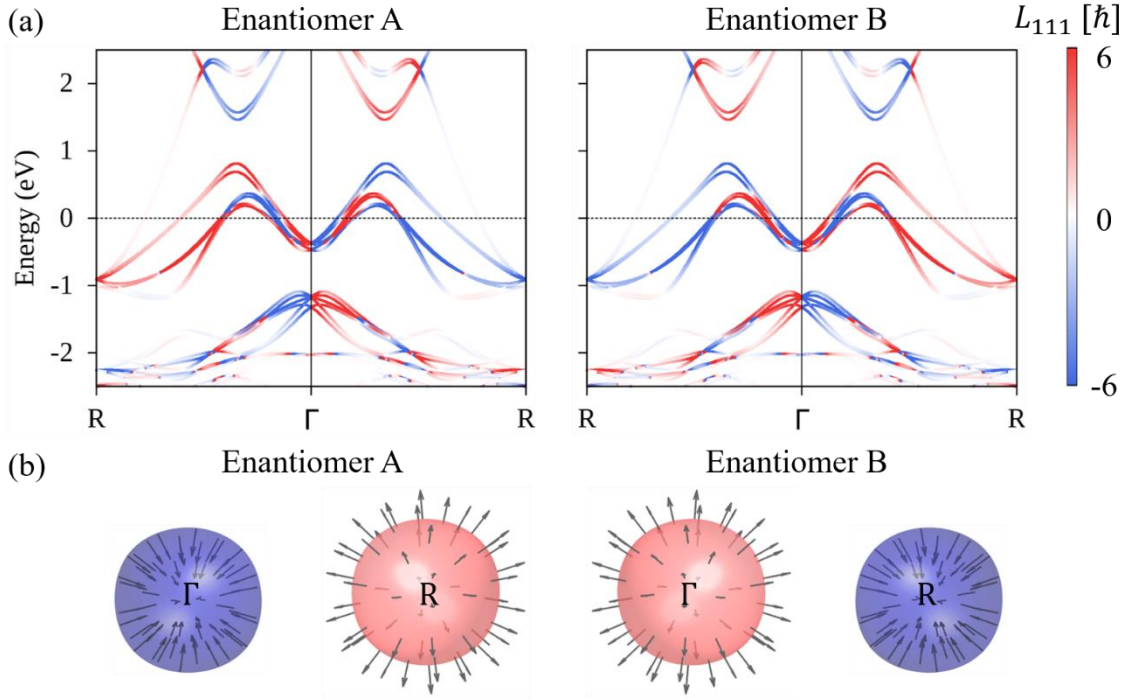 (a) Enantiomer A Enantiomer B L₁₁₁ [ħ]
2 6
1
Energy (eV)
0 0
-1
-2 -6
R Γ R R Γ R
(b) Enantiomer A Enantiomer B
Γ R Γ R